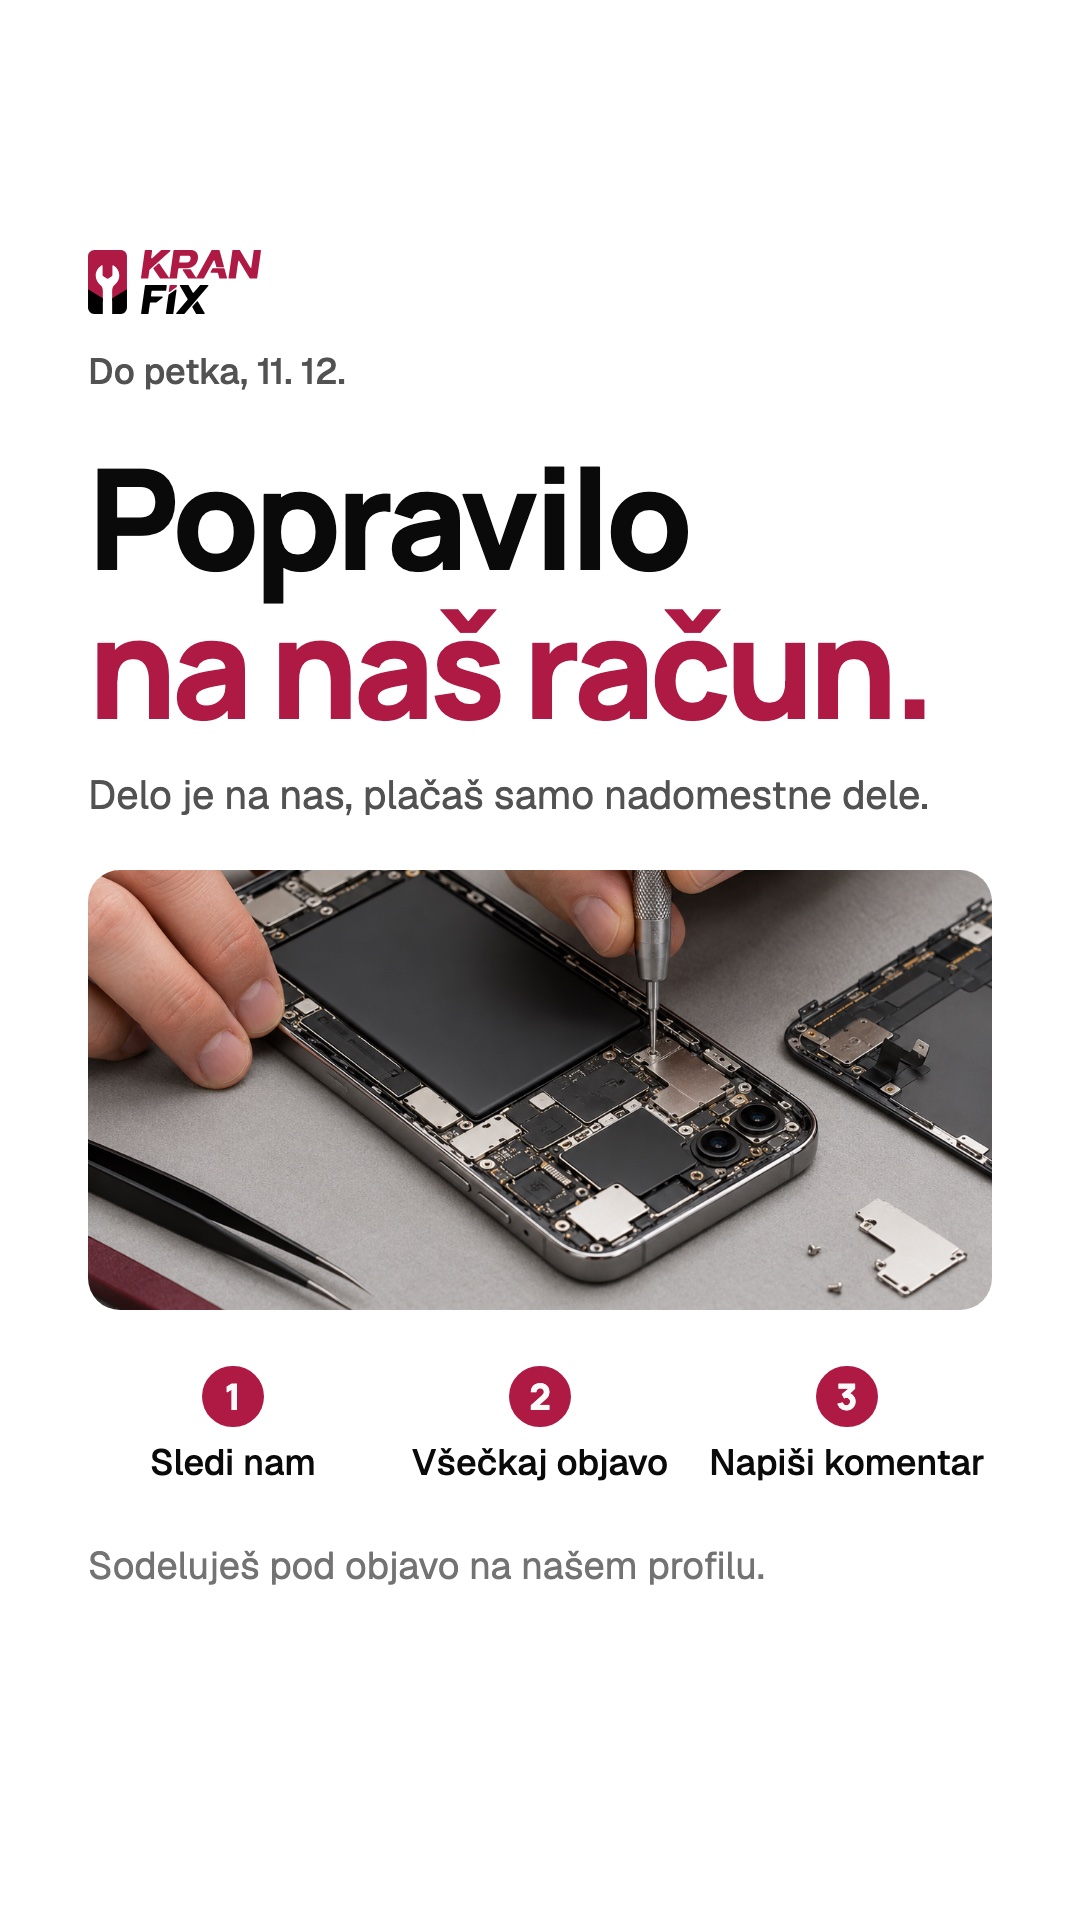 KRAN
FIX
Do petka, 11. 12.
Popravilo
na naš račun.
Delo je na nas, plačaš samo nadomestne dele.
1 2 3
Sledi nam Všečkaj objavo Napiši komentar
Sodeluješ pod objavo na našem profilu.